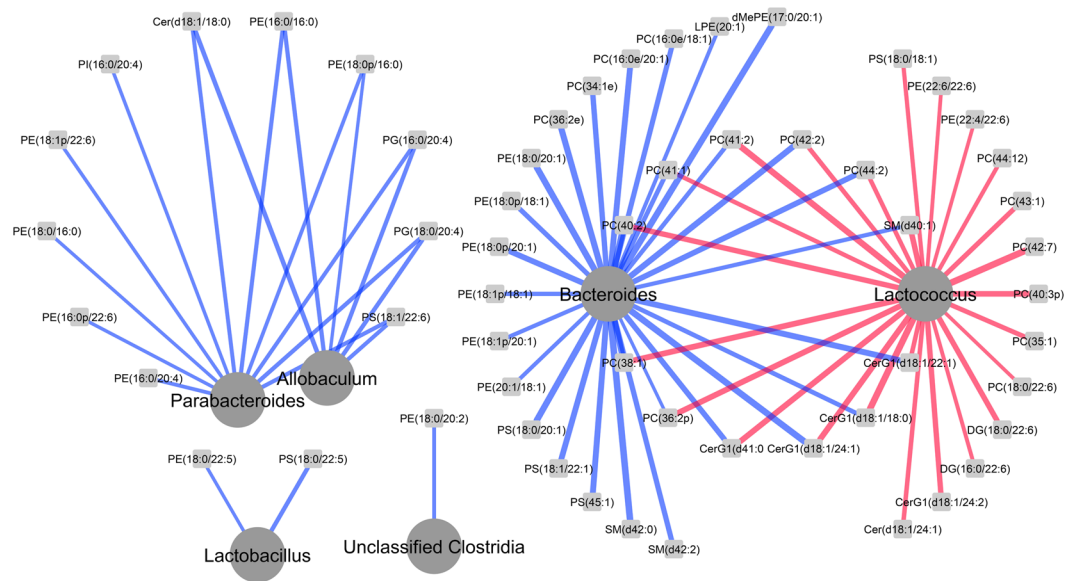 Cer(d18:1/18:0)
PE(16:0/16:0)
PI(16:0/20:4)
PE(18:0p/16:0)
PE(18:1p/22:6)
PG(16:0/20:4)
PE(18:0/16:0)
PG(18:0/20:4)
PE(16:0p/22:6)
PS(18:1/22:6)
PE(16:0/20:4)
Allobaculum
Parabacteroides
PE(18:0/20:2)
PE(18:0/22:5)
PS(18:0/22:5)
Lactobacillus
Unclassified Clostridia
dMePE(17:0/20:1)
LPE(20:1)
PC(16:0e/18:1)
PC(16:0e/20:1)
PC(34:1e)
PC(36:2e)
PE(18:0/20:1)
PE(18:0p/18:1)
PE(18:0p/20:1)
PE(18:1p/18:1)
PE(18:1p/20:1)
PE(20:1/18:1)
PS(18:0/20:1)
PS(18:1/22:1)
PS(45:1)
SM(d42:0)
SM(d42:2)
Bacteroides
PC(41;2)
PC(42:2)
PC(41;1)
PC(44:2)
PC(40:2)
SM(d40:1)
PC(38:1)
CerG1(d18:1/22:1)
PC(36:2p)
CerG1(d18:1/18:0)
CerG1(d41:0
CerG1(d18:1/24:1)
Lactococcus
PS(18:0/18:1)
PE(22:6/22:6)
PE(22:4/22:6)
PC(44:12)
PC(43:1)
PC(42:7)
PC(40:3p)
PC(35:1)
PC(18:0/22:6)
DG(18:0/22:6)
DG(16:0/22:6)
CerG1(d18:1/24:2)
Cer(d18:1/24:1)